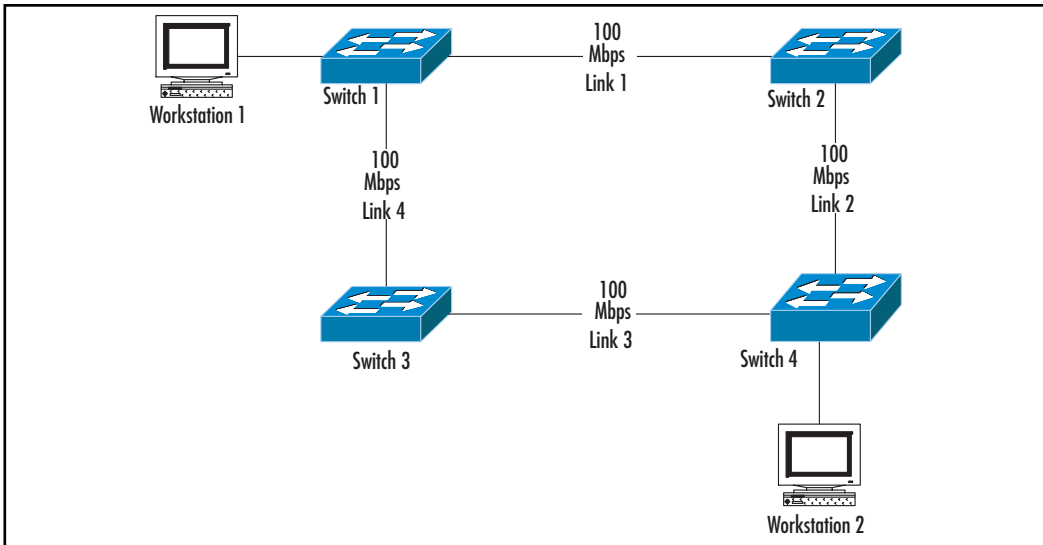 100
Mbps
Link 1
Switch 1
Switch 2
Workstation 1
100
Mbps
Link 4
100
Mbps
Link 2
100
Mbps
Link 3
Switch 3
Switch 4
Workstation 2